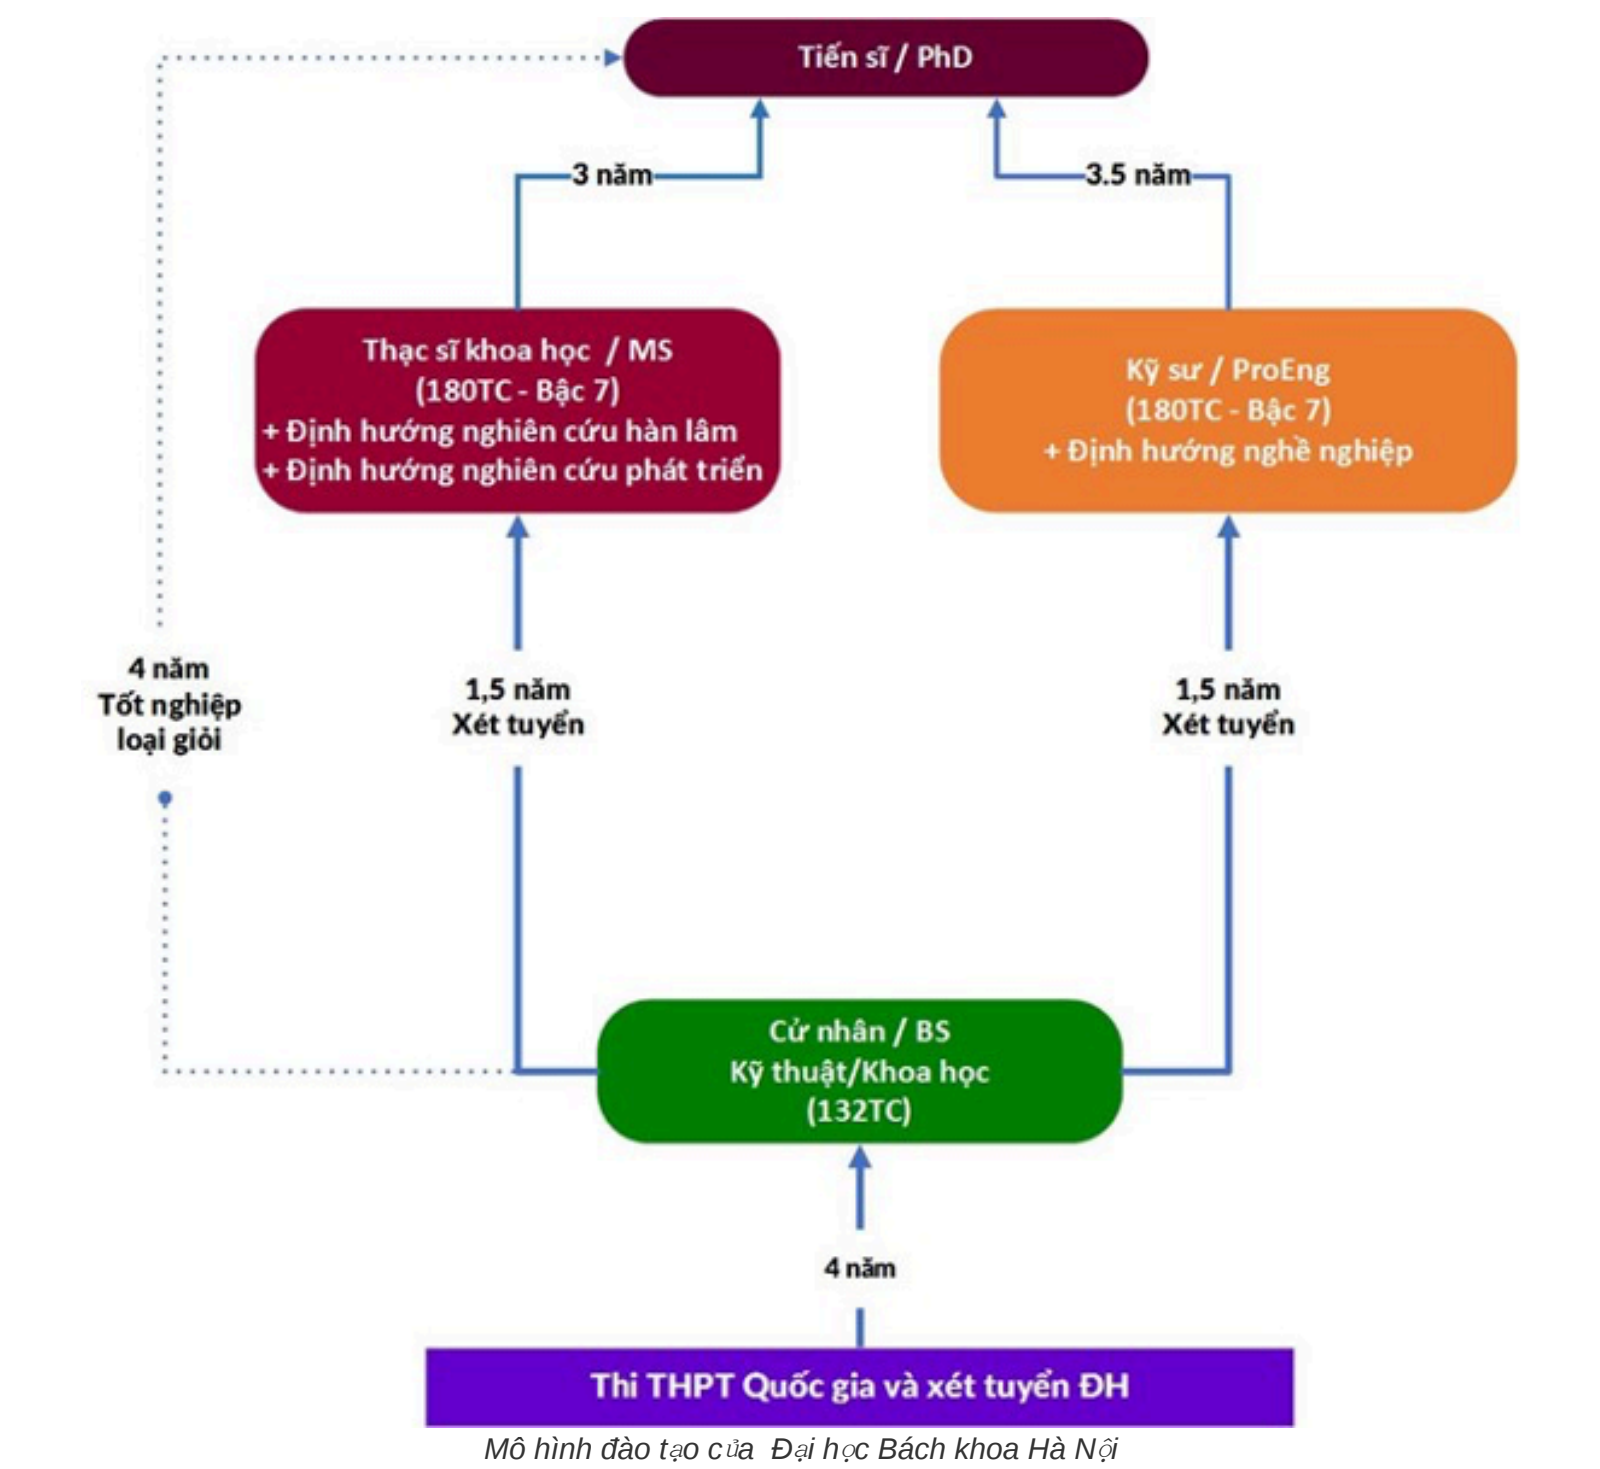 Tiến sĩ / PhD
3 năm
3.5 năm
Thạc sĩ khoa học / MS
(180TC - Bậc 7)
+ Định hướng nghiên cứu hàn lâm
+ Định hướng nghiên cứu phát triển
Kỹ sư / ProEng
(180TC - Bậc 7)
+ Định hướng nghề nghiệp
4 năm
Tốt nghiệp
loại giỏi
1,5 năm
Xét tuyển
1,5 năm
Xét tuyển
Cử nhân / BS
Kỹ thuật/Khoa học
(132TC)
4 năm
Thi THPT Quốc gia và xét tuyển ĐH
Mô hình đào tạo của Đại học Bách khoa Hà Nội